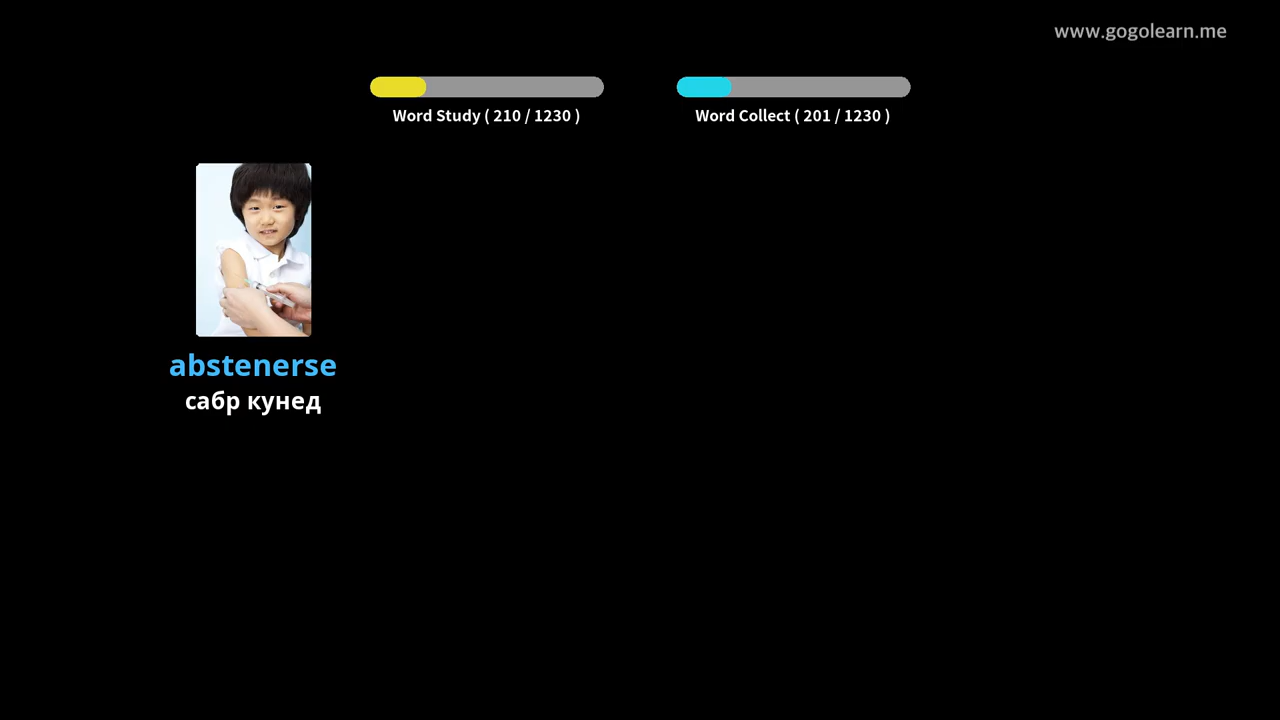 www.gogolearn.me
Word Study ( 210 / 1230 )
Word Collect ( 201 / 1230 )
abstenerse
сабр кунед